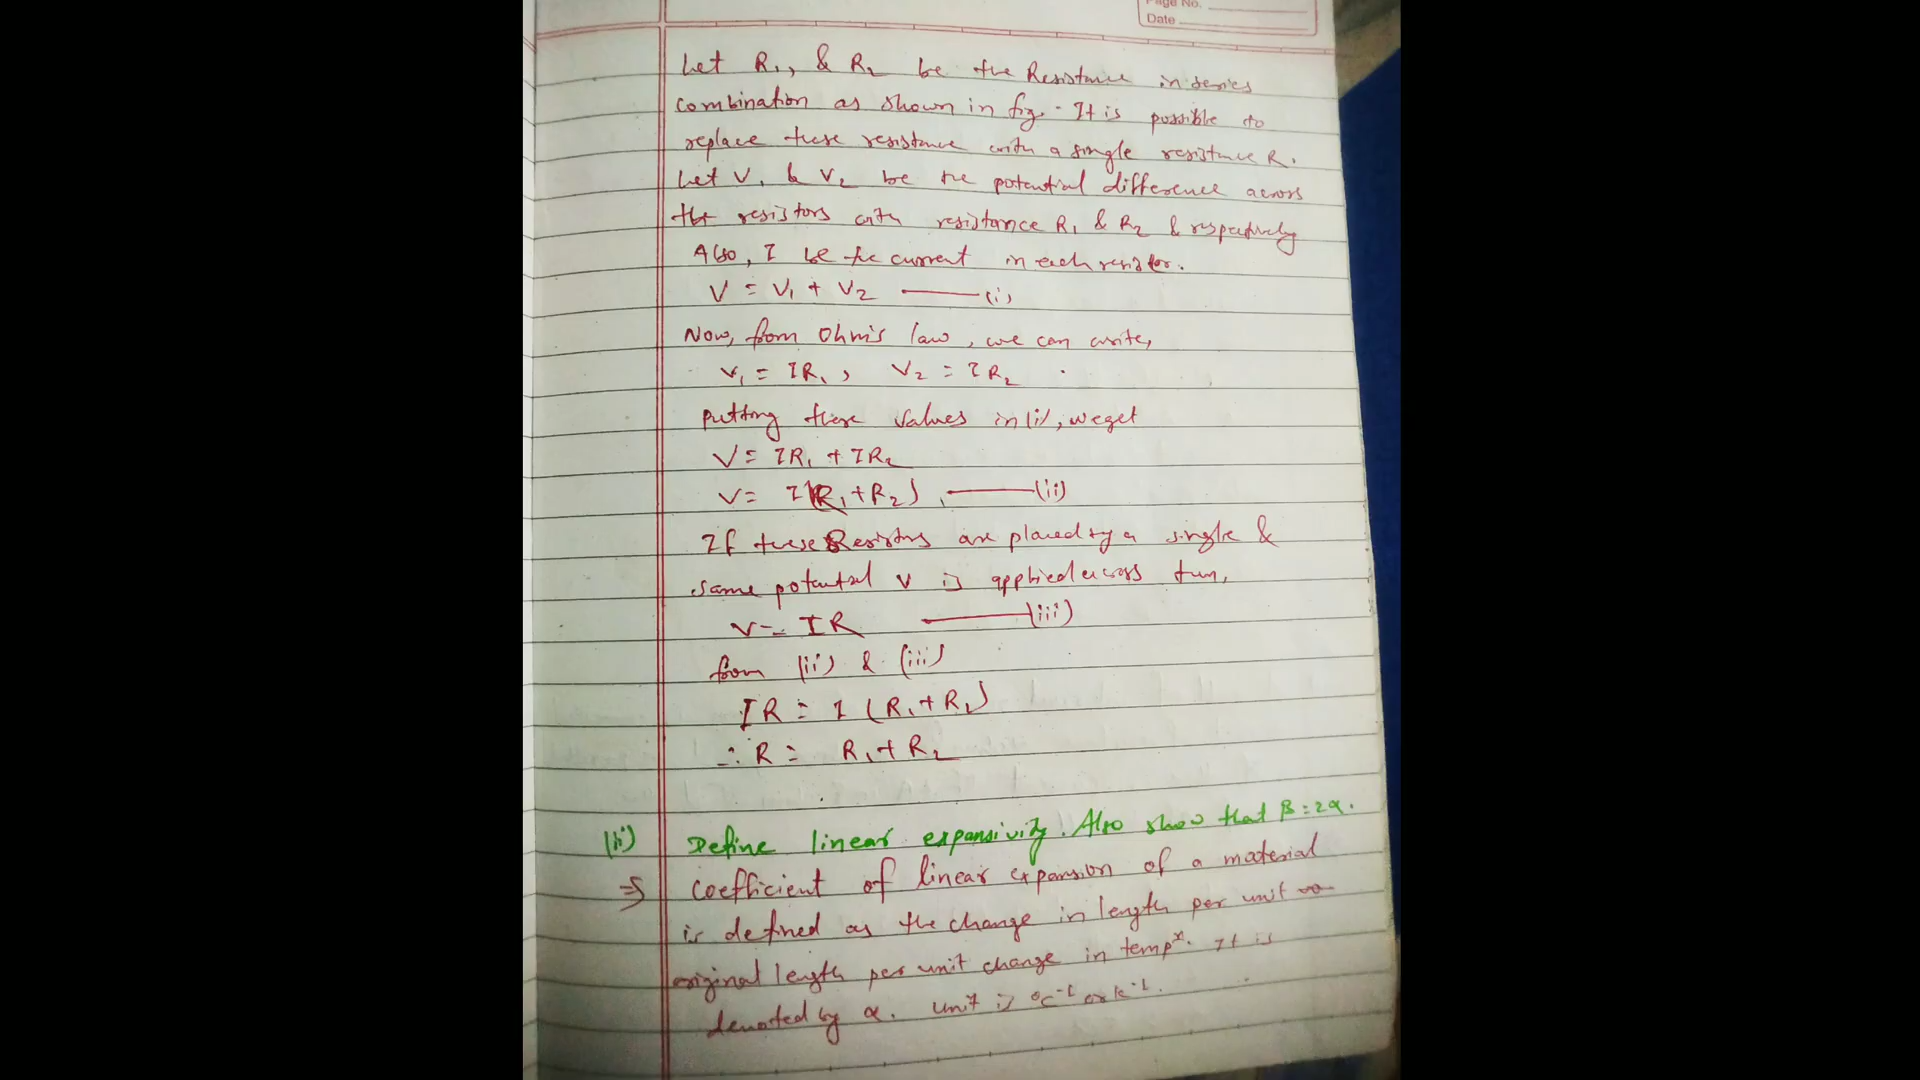 Page No.
Date
Let R1, & R2 be the Resistance in series
combination as shown in fig. It is possible to
replace these resistance with a single resistance R.
Let V1 & V2 be the potential difference across
the resistors with resistance R1 & R2 & respectively
Also, I be the current in each resistor.
V = V1 + V2 ——— (i)
Now, from Ohm's law, we can write,
V1 = IR1, V2 = IR2
putting these values in (i), we get
V = IR1 + IR2
V = I(R1+R2) ——— (ii)
If these Resistors are placed by a single &
same potential V is applied across them,
V = IR ——— (iii)
from (ii) & (iii)
IR = I (R1+R2)
∴ R = R1+R2
(ii) Define linear expansivity. Also show that β=2α.
⇒ coefficient of linear expansion of a material
is defined as the change in length per unit
original length per unit change in temp^r. It is
denoted by α. Unit is °C^-1 or K^-1.